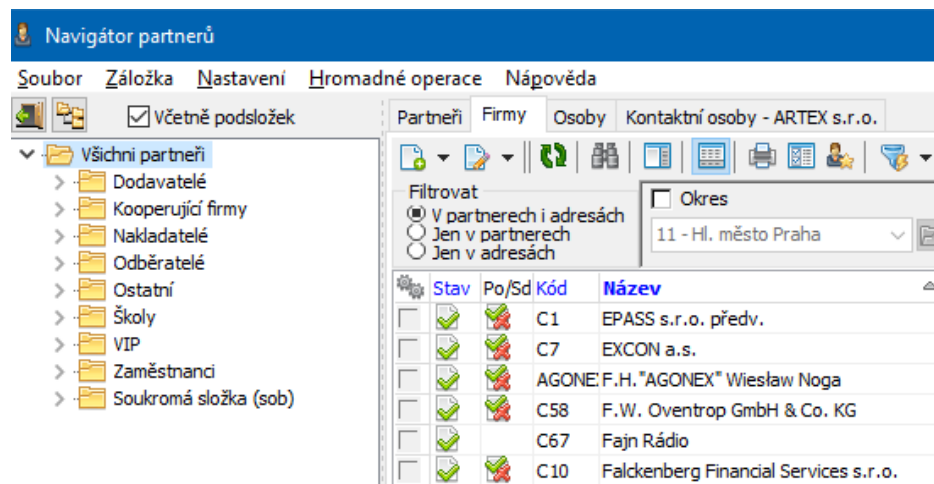 Navigátor partnerů
Soubor Záložka Nastavení Hromadné operace Nápověda
Včetně podsložek
Všichni partneři
Dodavatelé
Kooperující firmy
Nakladatelé
Odběratelé
Ostatní
Školy
VIP
Zaměstnanci
Soukromá složka (sob)
Partneři Firmy Osoby Kontaktní osoby - ARTEX s.r.o.
Filtrovat
V partnerech i adresách
Jen v partnerech
Jen v adresách
Okres
11 - Hl. město Praha
Stav Po/Sd Kód Název
C1 EPASS s.r.o. předv.
C7 EXCON a.s.
AGONE F.H."AGONEX" Wiesław Noga
C58 F.W. Oventrop GmbH & Co. KG
C67 Fajn Rádio
C10 Falckenberg Financial Services s.r.o.